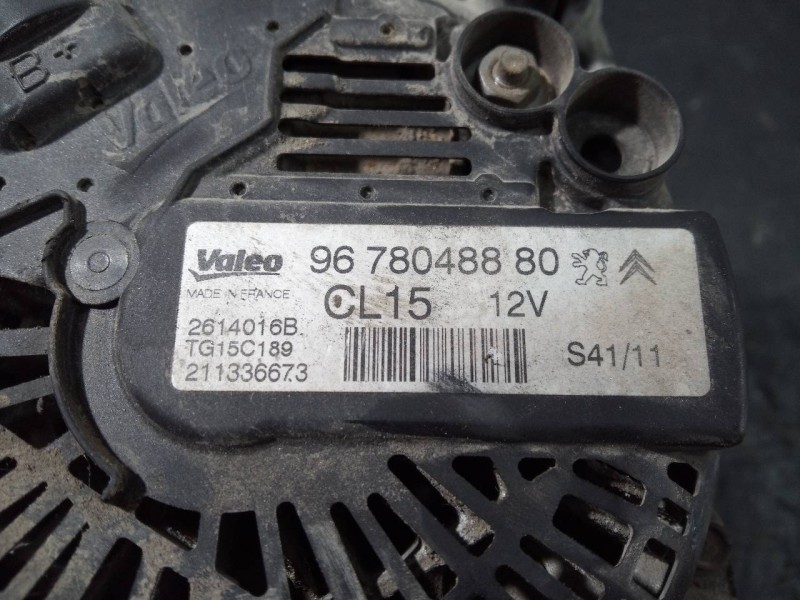 B+
Valeo
Valeo 96 780488 80
MADE IN FRANCE CL15 12V
2614016B
TG15C189 S41/11
211336673